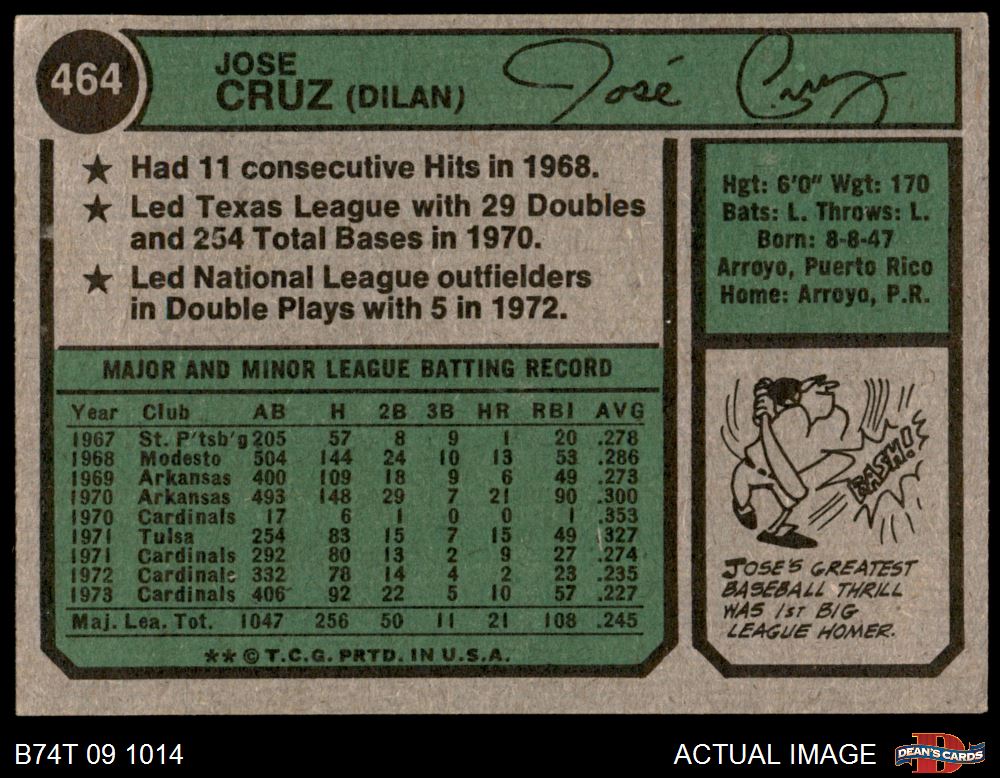 464
JOSE
CRUZ (DILAN)
José Cruz
★ Had 11 consecutive Hits in 1968.
★ Led Texas League with 29 Doubles
and 254 Total Bases in 1970.
★ Led National League outfielders
in Double Plays with 5 in 1972.
Hgt: 6'0" Wgt: 170
Bats: L. Throws: L.
Born: 8-8-47
Arroyo, Puerto Rico
Home: Arroyo, P.R.
MAJOR AND MINOR LEAGUE BATTING RECORD
Year Club AB H 2B 3B HR RBI AVG
1967 St. P'tsb'g 205 57 8 9 1 20 .278
1968 Modesto 504 144 24 10 13 53 .286
1969 Arkansas 400 109 18 9 6 49 .273
1970 Arkansas 493 148 29 7 21 90 .300
1970 Cardinals 17 6 1 0 0 1 .353
1971 Tulsa 254 83 15 7 15 49 .327
1971 Cardinals 292 80 13 2 9 27 .274
1972 Cardinals 332 78 14 4 2 23 .235
1973 Cardinals 406 92 22 5 10 57 .227
Maj. Lea. Tot. 1047 256 50 11 21 108 .245
** © T.C.G. PRTD. IN U.S.A.
BASH!
JOSE'S GREATEST
BASEBALL THRILL
WAS 1ST BIG
LEAGUE HOMER.
B74T 09 1014
ACTUAL IMAGE
D
DEAN'S CARDS